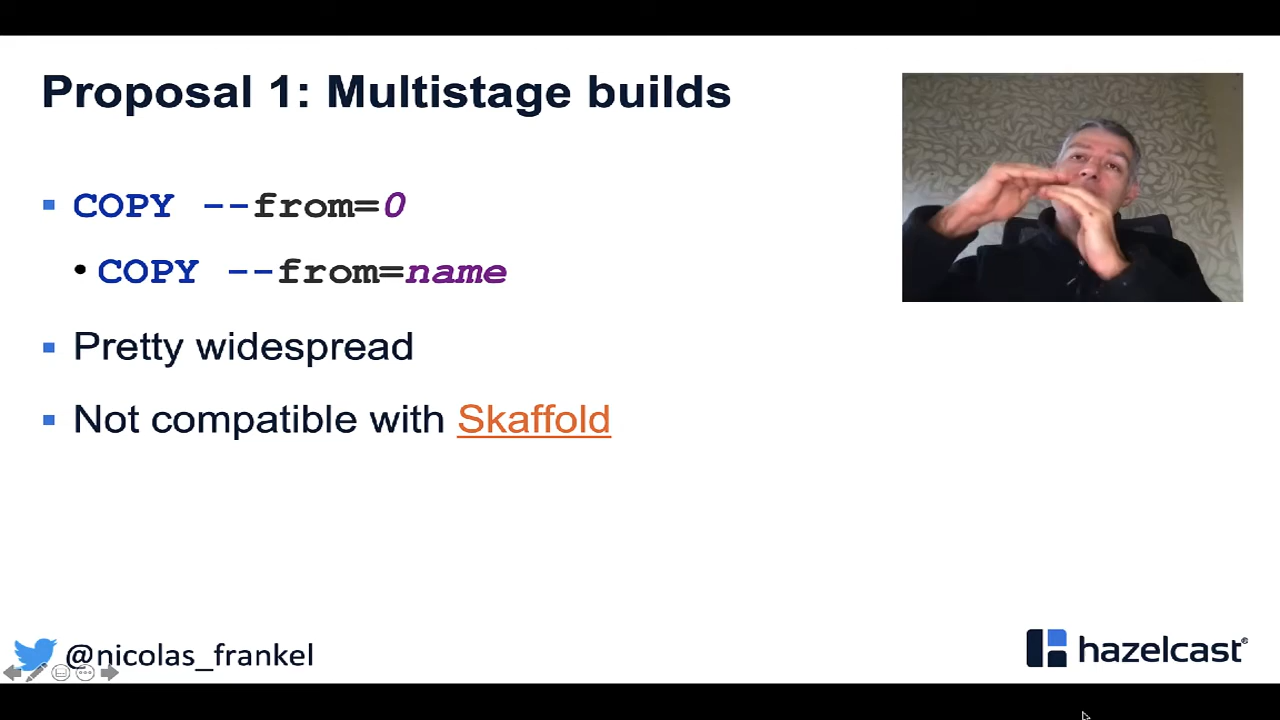 Proposal 1: Multistage builds
COPY --from=0
COPY --from=name
Pretty widespread
Not compatible with Skaffold
@nicolas_frankel
hazelcast